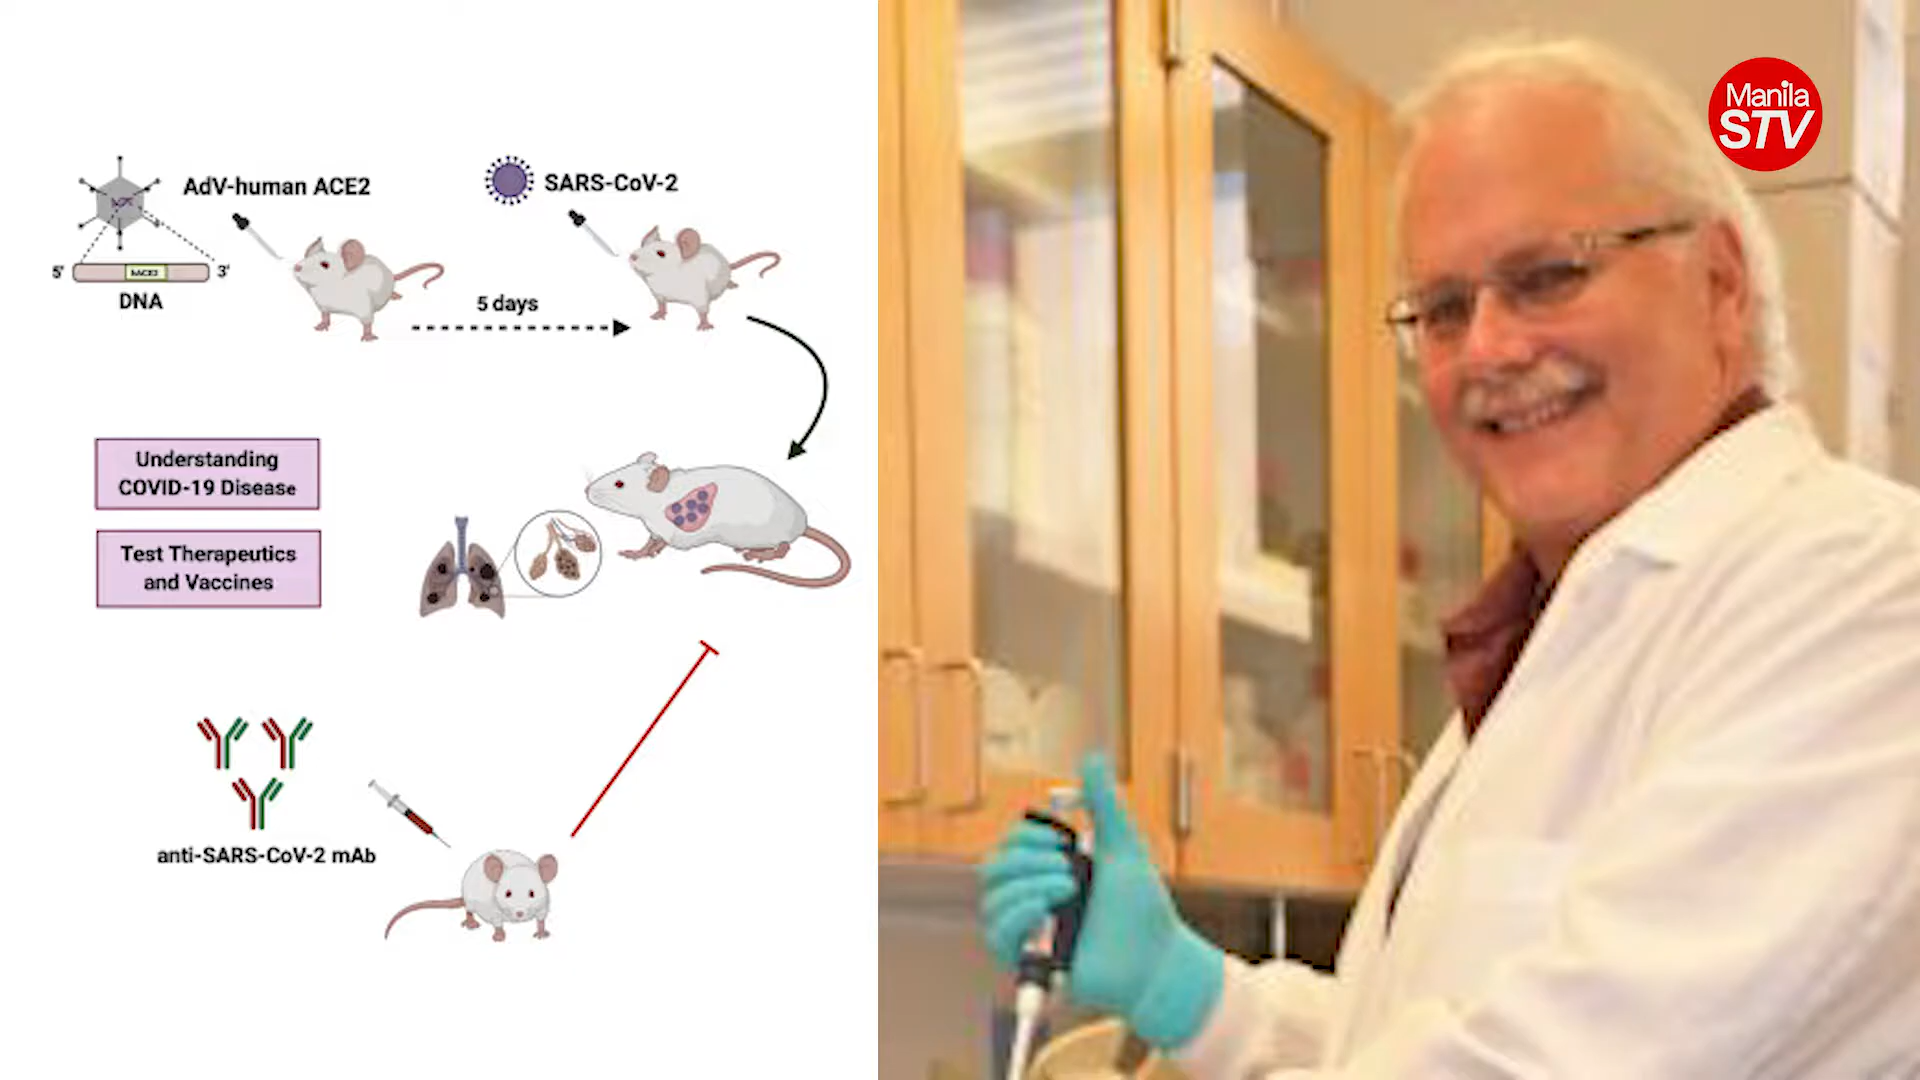 AdV-human ACE2
SARS-CoV-2
5'
hACE2
3'
DNA
5 days
Understanding
COVID-19 Disease
Test Therapeutics
and Vaccines
anti-SARS-CoV-2 mAb
Manila
STV